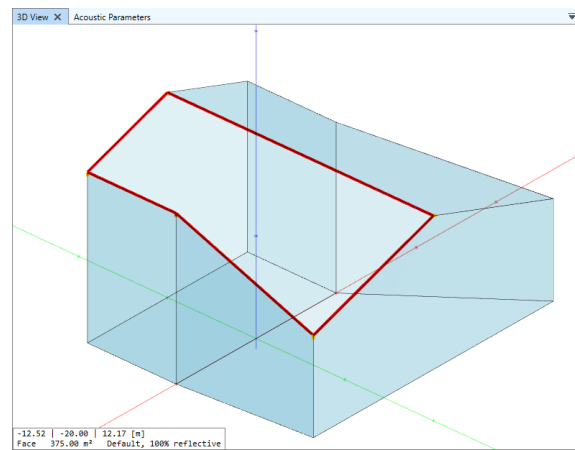 3D View X Acoustic Parameters
-12.52 | -20.00 | 12.17 [m]
Face 375.00 m² Default, 100% reflective